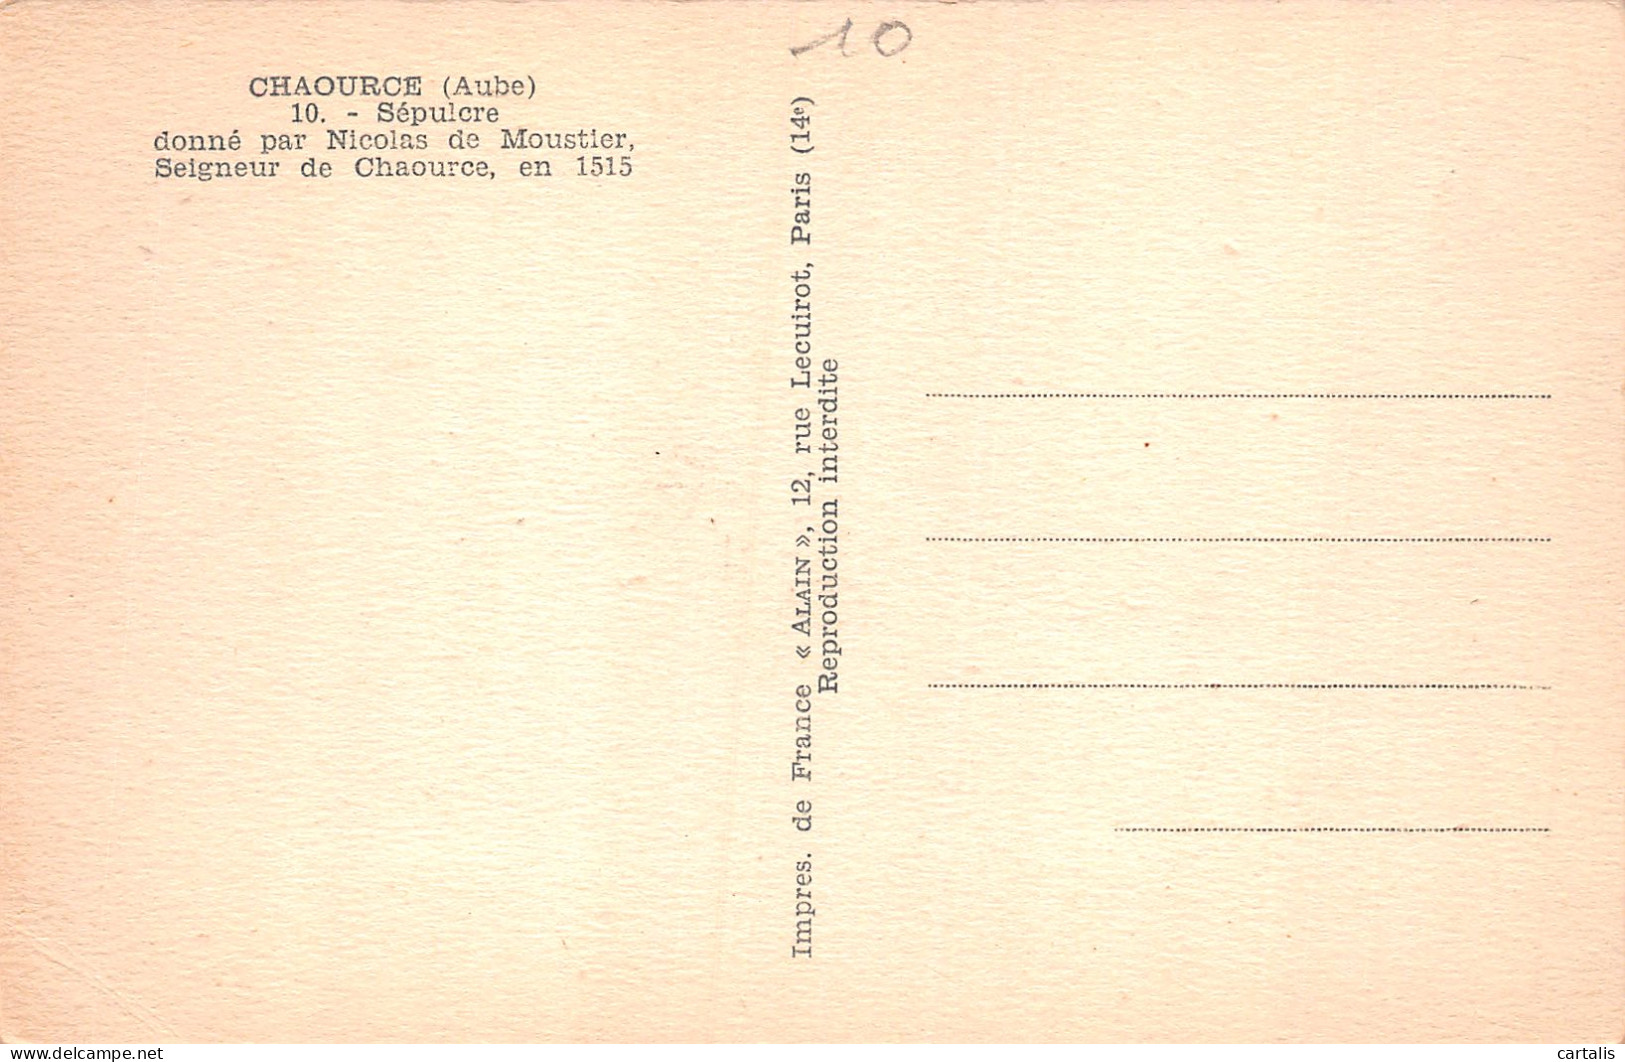 10
CHAOURCE (Aube)
10. - Sépulcre
donné par Nicolas de Moustier,
Seigneur de Chaource, en 1515
Impres. de France « ALAIN », 12, rue Lecuirot, Paris (14e)
Reproduction interdite
www.delcampe.net
cartalis